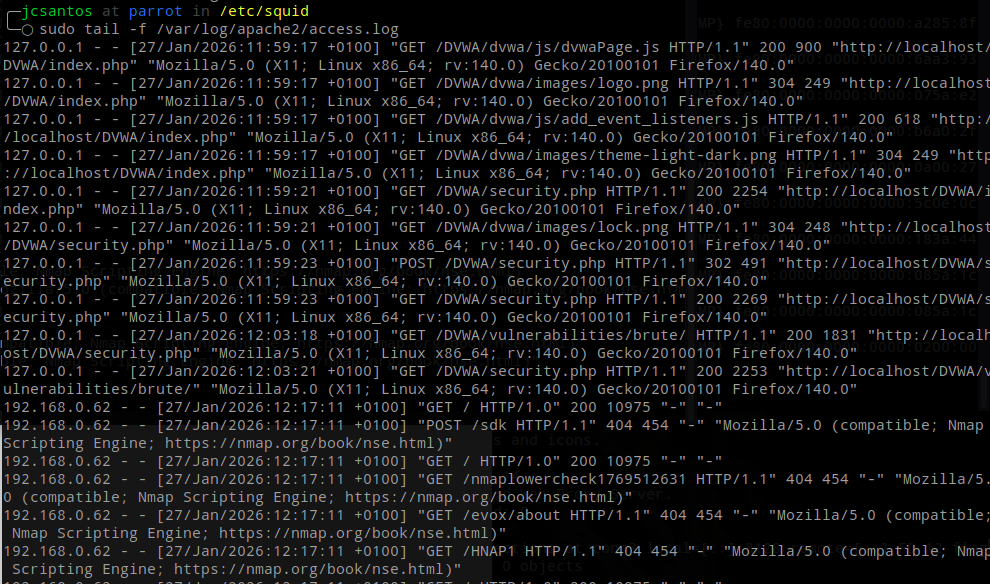 jcsantos at parrot in /etc/squid
sudo tail -f /var/log/apache2/access.log
127.0.0.1 - - [27/Jan/2026:11:59:17 +0100] "GET /DVWA/dvwa/js/dvwaPage.js HTTP/1.1" 200 900 "http://localhost/
DVWA/index.php" "Mozilla/5.0 (X11; Linux x86_64; rv:140.0) Gecko/20100101 Firefox/140.0"
127.0.0.1 - - [27/Jan/2026:11:59:17 +0100] "GET /DVWA/dvwa/images/logo.png HTTP/1.1" 304 249 "http://localhost
/DVWA/index.php" "Mozilla/5.0 (X11; Linux x86_64; rv:140.0) Gecko/20100101 Firefox/140.0"
127.0.0.1 - - [27/Jan/2026:11:59:17 +0100] "GET /DVWA/dvwa/js/add_event_listeners.js HTTP/1.1" 200 618 "http:/
/localhost/DVWA/index.php" "Mozilla/5.0 (X11; Linux x86_64; rv:140.0) Gecko/20100101 Firefox/140.0"
127.0.0.1 - - [27/Jan/2026:11:59:17 +0100] "GET /DVWA/dvwa/images/theme-light-dark.png HTTP/1.1" 304 249 "http
://localhost/DVWA/index.php" "Mozilla/5.0 (X11; Linux x86_64; rv:140.0) Gecko/20100101 Firefox/140.0"
127.0.0.1 - - [27/Jan/2026:11:59:21 +0100] "GET /DVWA/security.php HTTP/1.1" 200 2254 "http://localhost/DVWA/i
ndex.php" "Mozilla/5.0 (X11; Linux x86_64; rv:140.0) Gecko/20100101 Firefox/140.0"
127.0.0.1 - - [27/Jan/2026:11:59:21 +0100] "GET /DVWA/dvwa/images/lock.png HTTP/1.1" 304 248 "http://localhost
/DVWA/security.php" "Mozilla/5.0 (X11; Linux x86_64; rv:140.0) Gecko/20100101 Firefox/140.0"
127.0.0.1 - - [27/Jan/2026:11:59:23 +0100] "POST /DVWA/security.php HTTP/1.1" 302 491 "http://localhost/DVWA/s
ecurity.php" "Mozilla/5.0 (X11; Linux x86_64; rv:140.0) Gecko/20100101 Firefox/140.0"
127.0.0.1 - - [27/Jan/2026:11:59:23 +0100] "GET /DVWA/security.php HTTP/1.1" 200 2269 "http://localhost/DVWA/s
ecurity.php" "Mozilla/5.0 (X11; Linux x86_64; rv:140.0) Gecko/20100101 Firefox/140.0"
127.0.0.1 - - [27/Jan/2026:12:03:18 +0100] "GET /DVWA/vulnerabilities/brute/ HTTP/1.1" 200 1831 "http://localh
ost/DVWA/security.php" "Mozilla/5.0 (X11; Linux x86_64; rv:140.0) Gecko/20100101 Firefox/140.0"
127.0.0.1 - - [27/Jan/2026:12:03:21 +0100] "GET /DVWA/security.php HTTP/1.1" 200 2253 "http://localhost/DVWA/v
ulnerabilities/brute/" "Mozilla/5.0 (X11; Linux x86_64; rv:140.0) Gecko/20100101 Firefox/140.0"
192.168.0.62 - - [27/Jan/2026:12:17:11 +0100] "GET / HTTP/1.0" 200 10975 "-" "-"
192.168.0.62 - - [27/Jan/2026:12:17:11 +0100] "POST /sdk HTTP/1.1" 404 454 "-" "Mozilla/5.0 (compatible; Nmap
Scripting Engine; https://nmap.org/book/nse.html)"
192.168.0.62 - - [27/Jan/2026:12:17:11 +0100] "GET / HTTP/1.0" 200 10975 "-" "-"
192.168.0.62 - - [27/Jan/2026:12:17:11 +0100] "GET /nmaplowercheck1769512631 HTTP/1.1" 404 454 "-" "Mozilla/5.
0 (compatible; Nmap Scripting Engine; https://nmap.org/book/nse.html)"
192.168.0.62 - - [27/Jan/2026:12:17:11 +0100] "GET /evox/about HTTP/1.1" 404 454 "-" "Mozilla/5.0 (compatible;
Nmap Scripting Engine; https://nmap.org/book/nse.html)"
192.168.0.62 - - [27/Jan/2026:12:17:11 +0100] "GET /HNAP1 HTTP/1.1" 404 454 "-" "Mozilla/5.0 (compatible; Nmap
Scripting Engine; https://nmap.org/book/nse.html)"